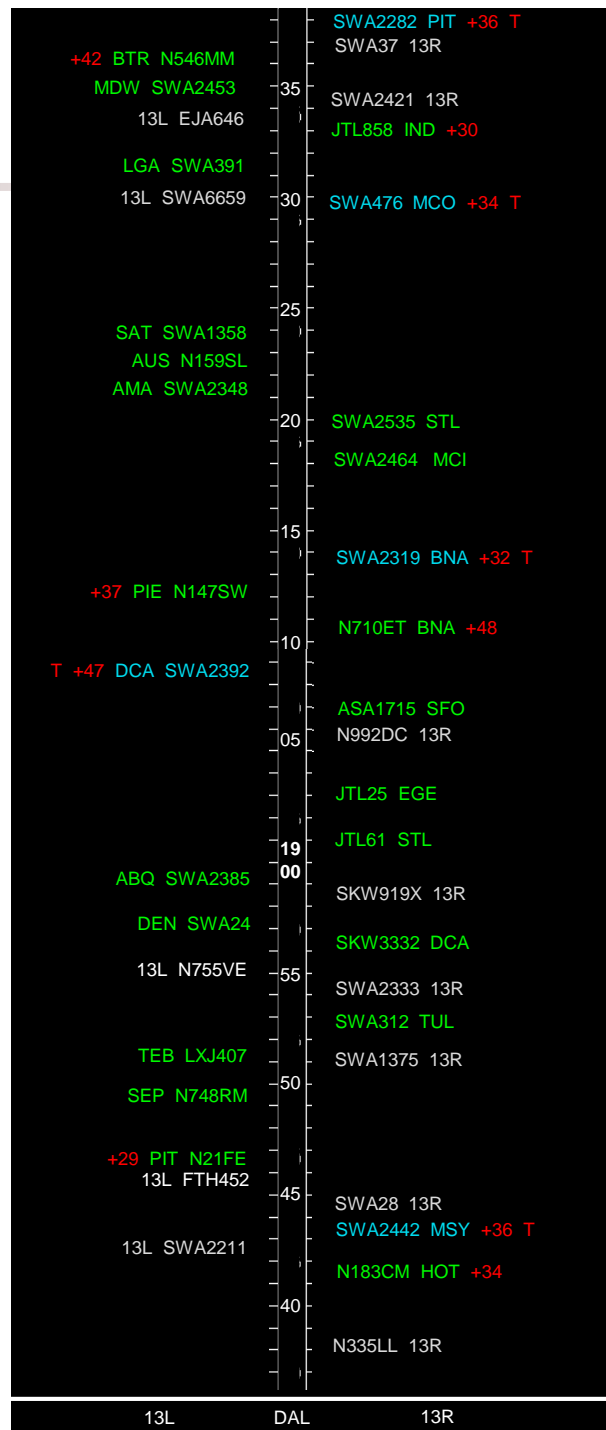 SWA2282 PIT +36 T
SWA37 13R
+42 BTR N546MM
MDW SWA2453
35
SWA2421 13R
13L EJA646
JTL858 IND +30
LGA SWA391
13L SWA6659
30
SWA476 MCO +34 T
25
SAT SWA1358
AUS N159SL
AMA SWA2348
20
SWA2535 STL
SWA2464 MCI
15
SWA2319 BNA +32 T
+37 PIE N147SW
N710ET BNA +48
10
T +47 DCA SWA2392
ASA1715 SFO
N992DC 13R
05
JTL25 EGE
JTL61 STL
19
00
ABQ SWA2385
SKW919X 13R
DEN SWA24
SKW3332 DCA
13L N755VE
55
SWA2333 13R
SWA312 TUL
TEB LXJ407
SWA1375 13R
50
SEP N748RM
+29 PIT N21FE
13L FTH452
45
SWA28 13R
SWA2442 MSY +36 T
13L SWA2211
N183CM HOT +34
40
N335LL 13R
13L DAL 13R